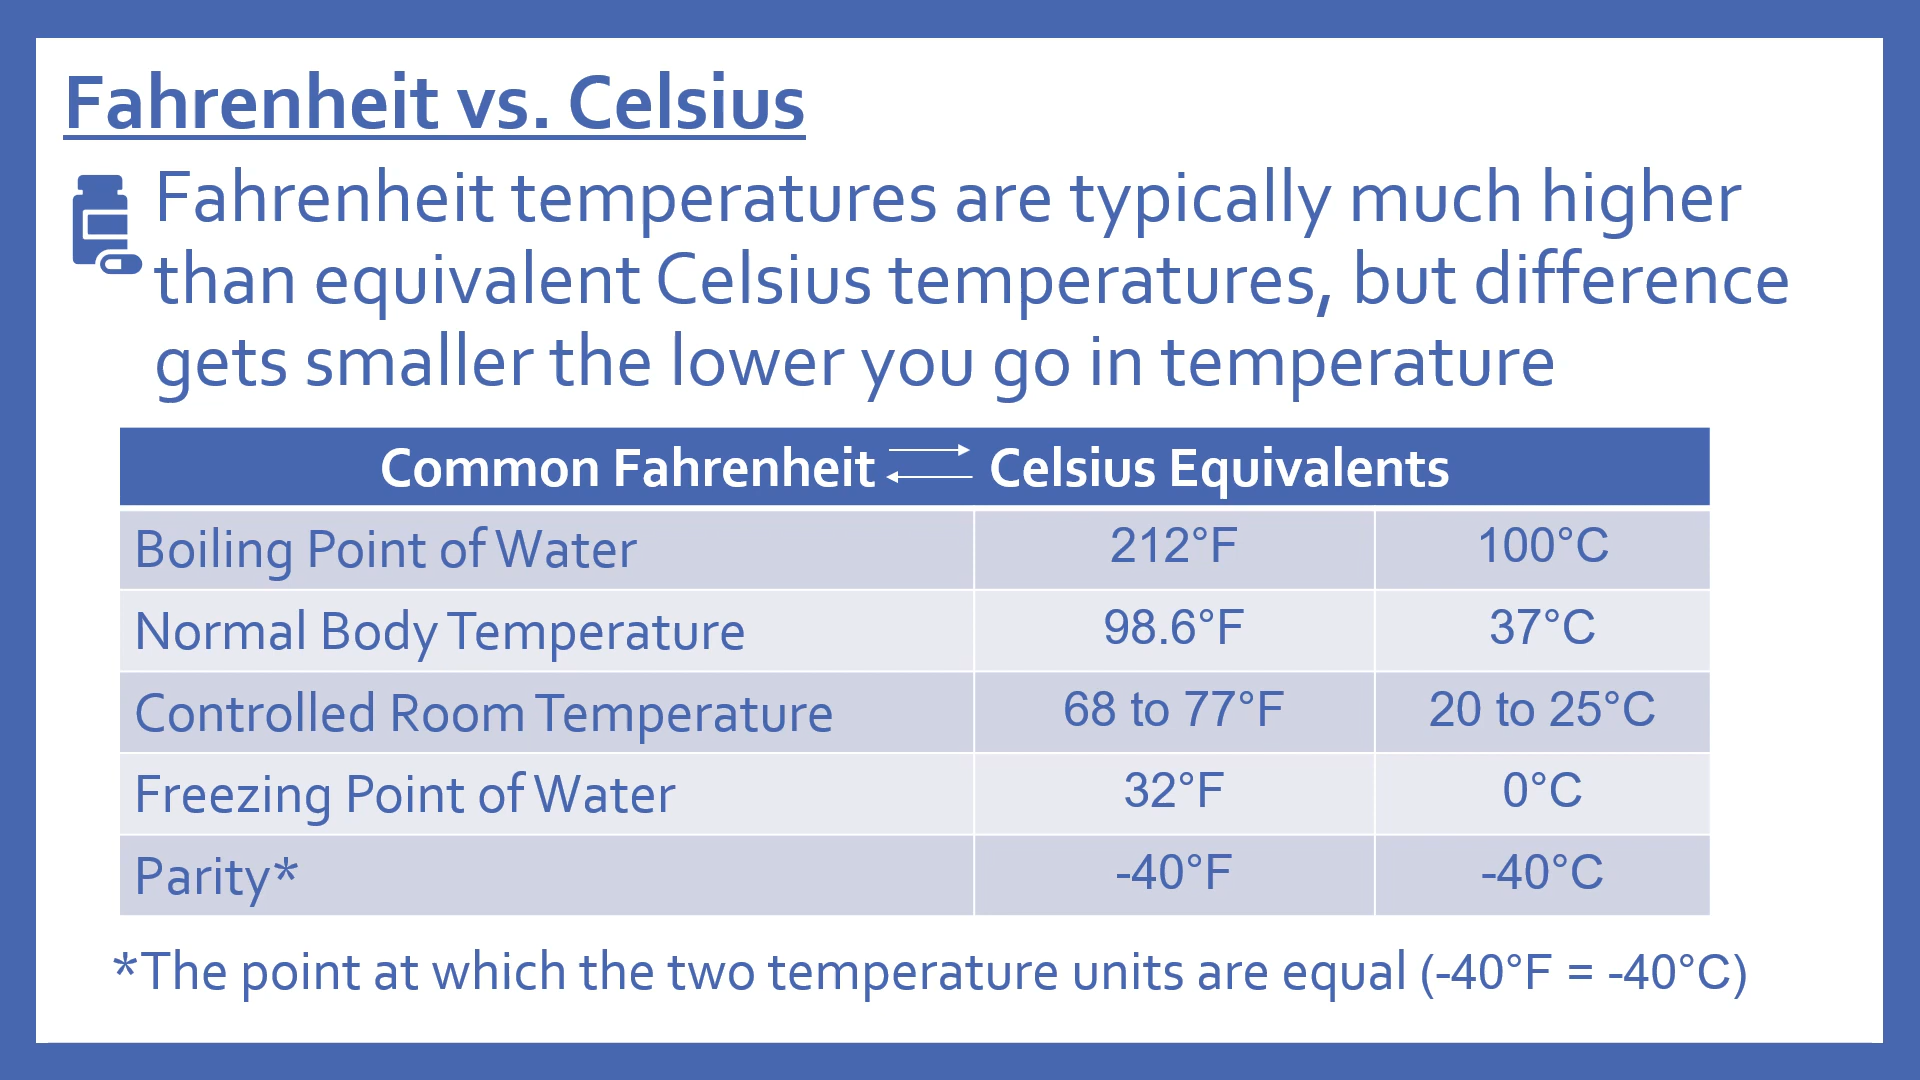 Fahrenheit vs. Celsius
Fahrenheit temperatures are typically much higher
than equivalent Celsius temperatures, but difference
gets smaller the lower you go in temperature
Common Fahrenheit Celsius Equivalents
Boiling Point of Water 212°F 100°C
Normal Body Temperature 98.6°F 37°C
Controlled Room Temperature 68 to 77°F 20 to 25°C
Freezing Point of Water 32°F 0°C
Parity* -40°F -40°C
*The point at which the two temperature units are equal (-40°F = -40°C)